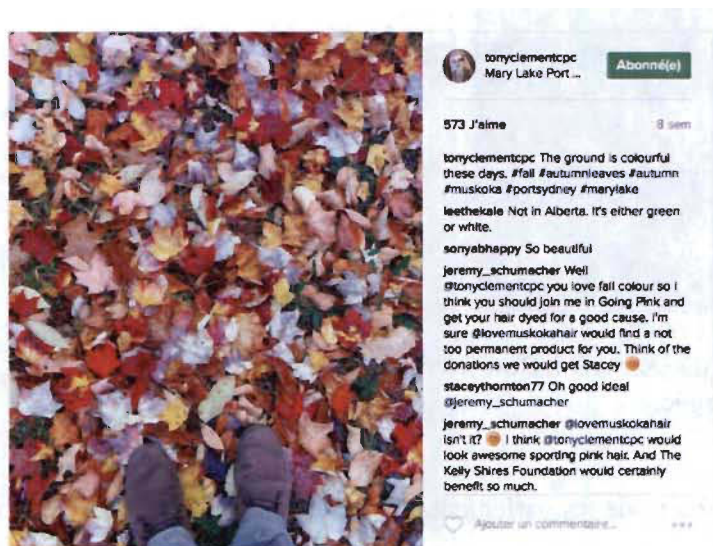 tonyclementcpc
Mary Lake Port ...
Abonné(e)
573 J'aime
8 sem
tonyclementcpc The ground is colourful
these days. #fall #autumnleaves #autumn
#muskoka #portsydney #marylake
leethekale Not in Alberta. It's either green
or white.
sonyabhappy So beautiful
jeremy_schumacher Well
@tonyclementcpc you love fall colour so I
think you should join me in Going Pink and
get your hair dyed for a good cause. I'm
sure @lovemuskokahair would find a not
too permanent product for you. Think of the
donations we would get Stacey
staceythornton77 Oh good idea!
@jeremy_schumacher
jeremy_schumacher @lovemuskokahair
isn't it? I think @tonyclementcpc would
look awesome sporting pink hair. And The
Kelly Shires Foundation would certainly
benefit so much.
Ajouter un commentaire...